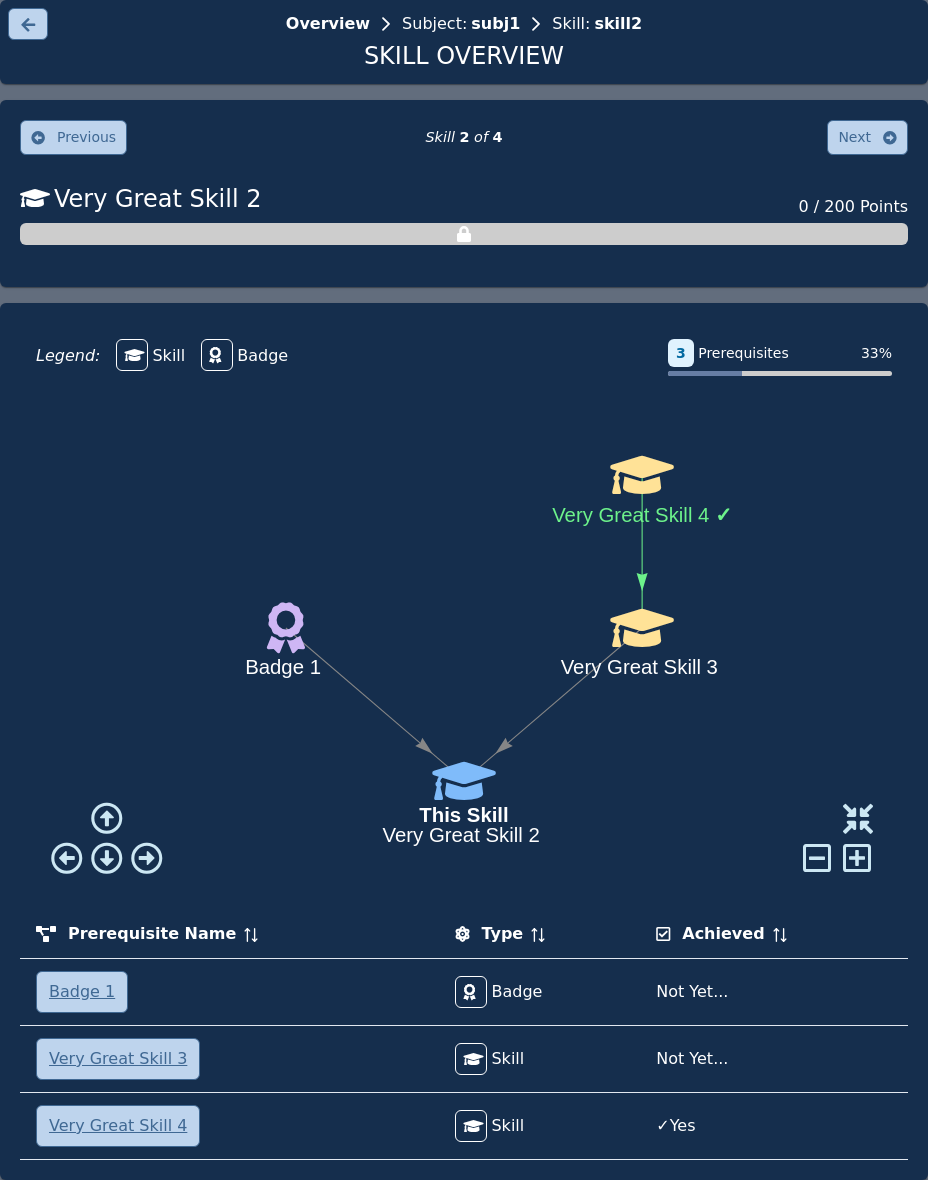 Overview > Subject: subj1 > Skill: skill2
SKILL OVERVIEW
Previous
Skill 2 of 4
Next
Very Great Skill 2
0 / 200 Points
Legend: Skill Badge
3 Prerequisites 33%
Very Great Skill 4 ✓
Badge 1
Very Great Skill 3
This Skill
Very Great Skill 2
Prerequisite Name Type Achieved
Badge 1 Badge Not Yet...
Very Great Skill 3 Skill Not Yet...
Very Great Skill 4 Skill ✓Yes